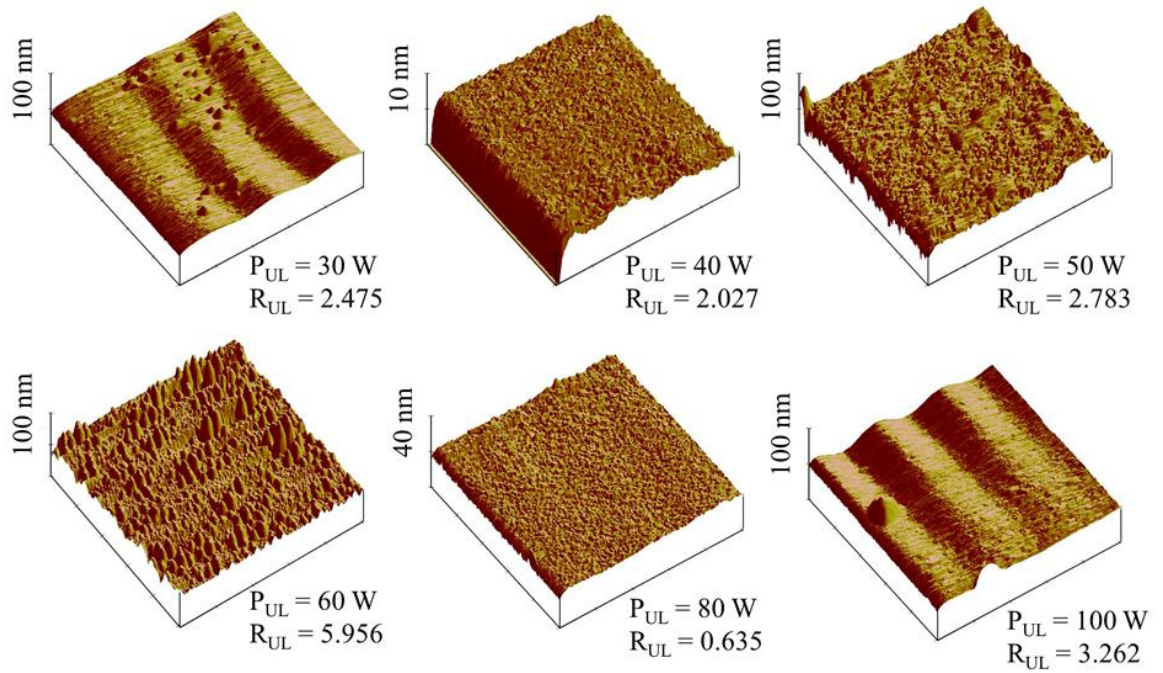 100 nm
P_UL = 30 W
R_UL = 2.475
10 nm
P_UL = 40 W
R_UL = 2.027
100 nm
P_UL = 50 W
R_UL = 2.783
100 nm
P_UL = 60 W
R_UL = 5.956
40 nm
P_UL = 80 W
R_UL = 0.635
100 nm
P_UL = 100 W
R_UL = 3.262